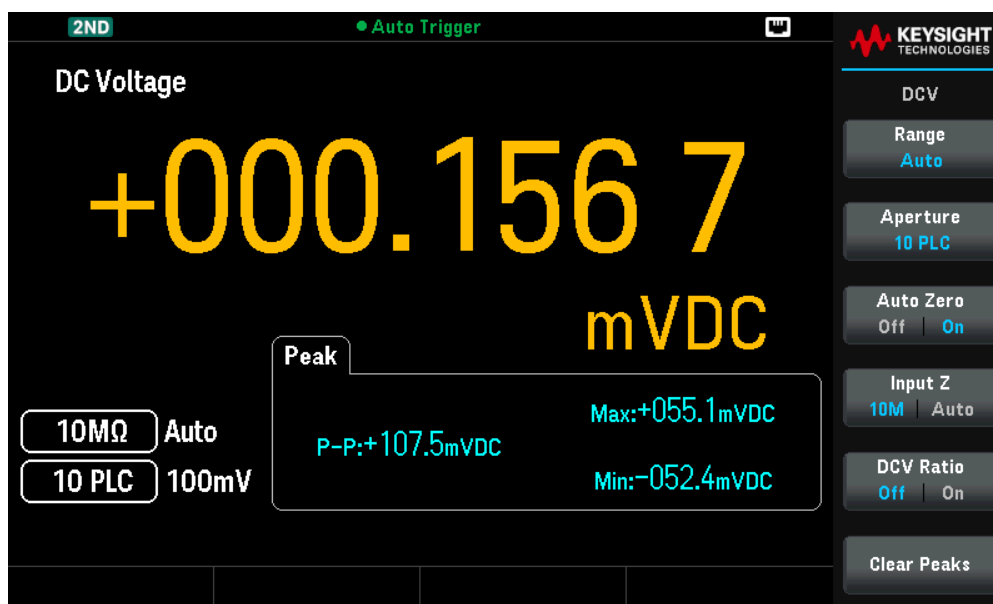 2ND
Auto Trigger
KEYSIGHT
TECHNOLOGIES
DC Voltage
+000.156 7
mVDC
Peak
P-P:+107.5mVDC
Max:+055.1mVDC
Min:-052.4mVDC
10MΩ Auto
10 PLC 100mV
DCV
Range
Auto
Aperture
10 PLC
Auto Zero
Off On
Input Z
10M Auto
DCV Ratio
Off On
Clear Peaks